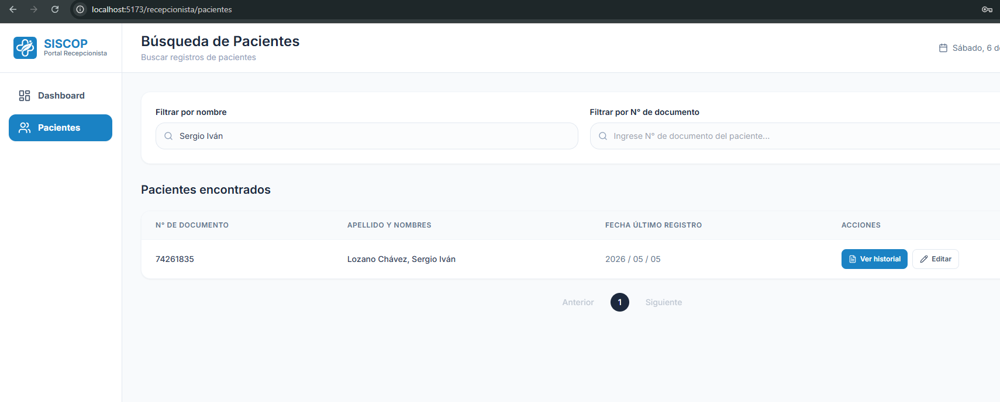 localhost:5173/recepcionista/pacientes
SISCOP
Portal Recepcionista
Búsqueda de Pacientes
Buscar registros de pacientes
Sábado, 6
Dashboard
Pacientes
Filtrar por nombre
Filtrar por N° de documento
Sergio Iván
Ingrese N° de documento del paciente...
Pacientes encontrados
N° DE DOCUMENTO APELLIDO Y NOMBRES FECHA ÚLTIMO REGISTRO ACCIONES
74261835 Lozano Chávez, Sergio Iván 2026 / 05 / 05 Ver historial Editar
Anterior 1 Siguiente